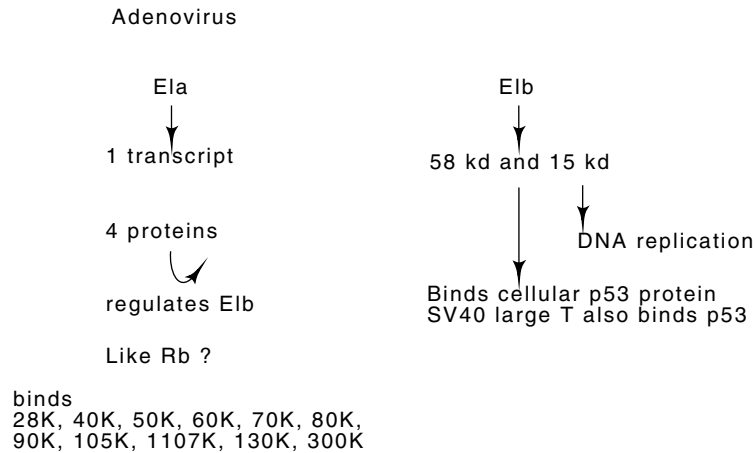 Adenovirus
Ela
1 transcript
4 proteins
regulates Elb
Like Rb ?
binds
28K, 40K, 50K, 60K, 70K, 80K,
90K, 105K, 1107K, 130K, 300K
Elb
58 kd and 15 kd
DNA replication
Binds cellular p53 protein
SV40 large T also binds p53